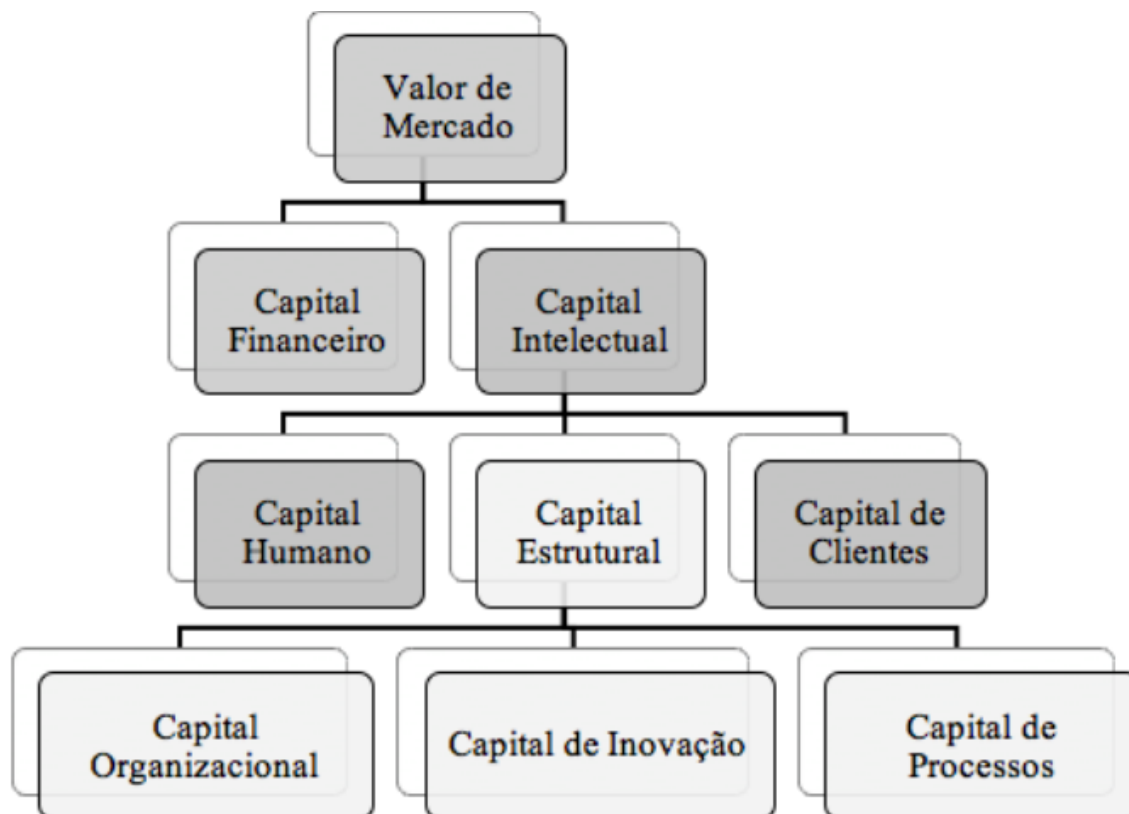 Valor de
Mercado
Capital
Financeiro
Capital
Intelectual
Capital
Humano
Capital
Estrutural
Capital de
Clientes
Capital
Organizacional
Capital de Inovação
Capital de
Processos